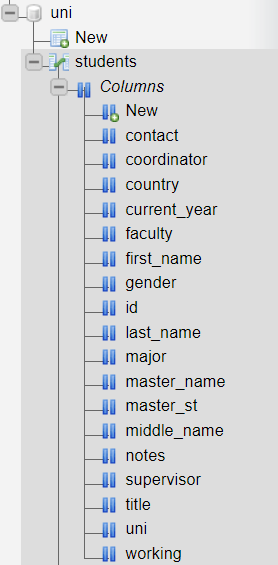 uni
New
students
Columns
New
contact
coordinator
country
current_year
faculty
first_name
gender
id
last_name
major
master_name
master_st
middle_name
notes
supervisor
title
uni
working